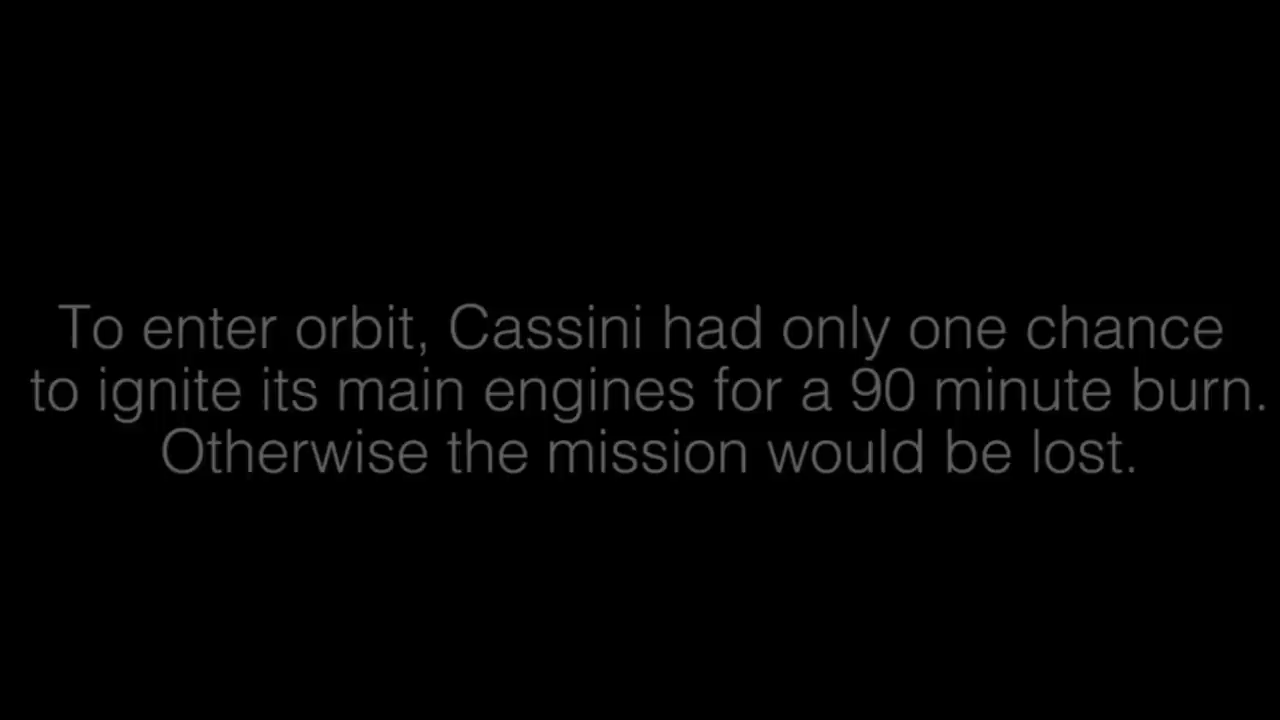 To enter orbit, Cassini had only one chance
to ignite its main engines for a 90 minute burn.
Otherwise the mission would be lost.